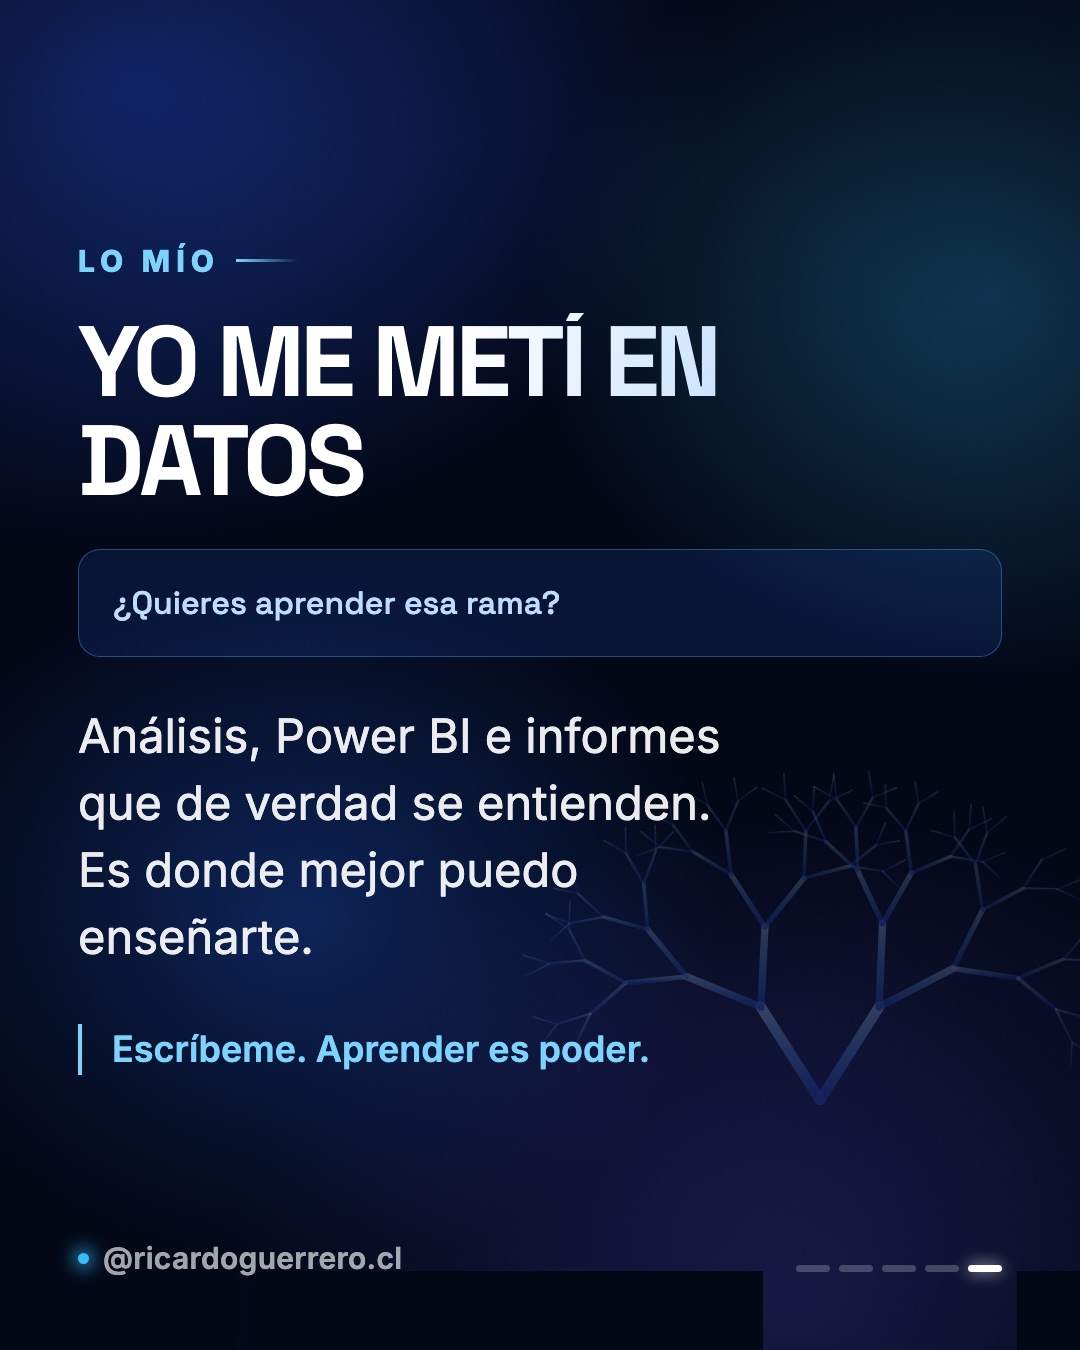 LO MÍO
YO ME METÍ EN
DATOS
¿Quieres aprender esa rama?
Análisis, Power BI e informes
que de verdad se entienden.
Es donde mejor puedo
enseñarte.
Escríbeme. Aprender es poder.
@ricardoguerrero.cl